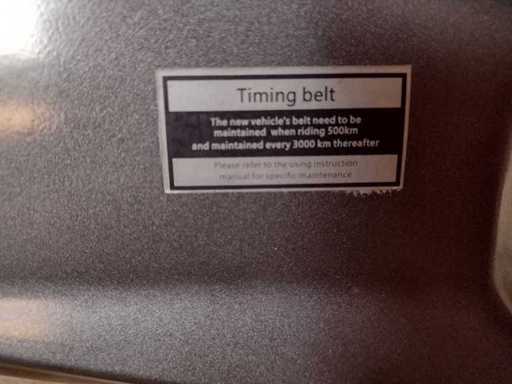 Timing belt
The new vehicle's belt need to be
maintained when riding 500km
and maintained every 3000 km thereafter
Please refer to the using instruction
manual for specific maintenance